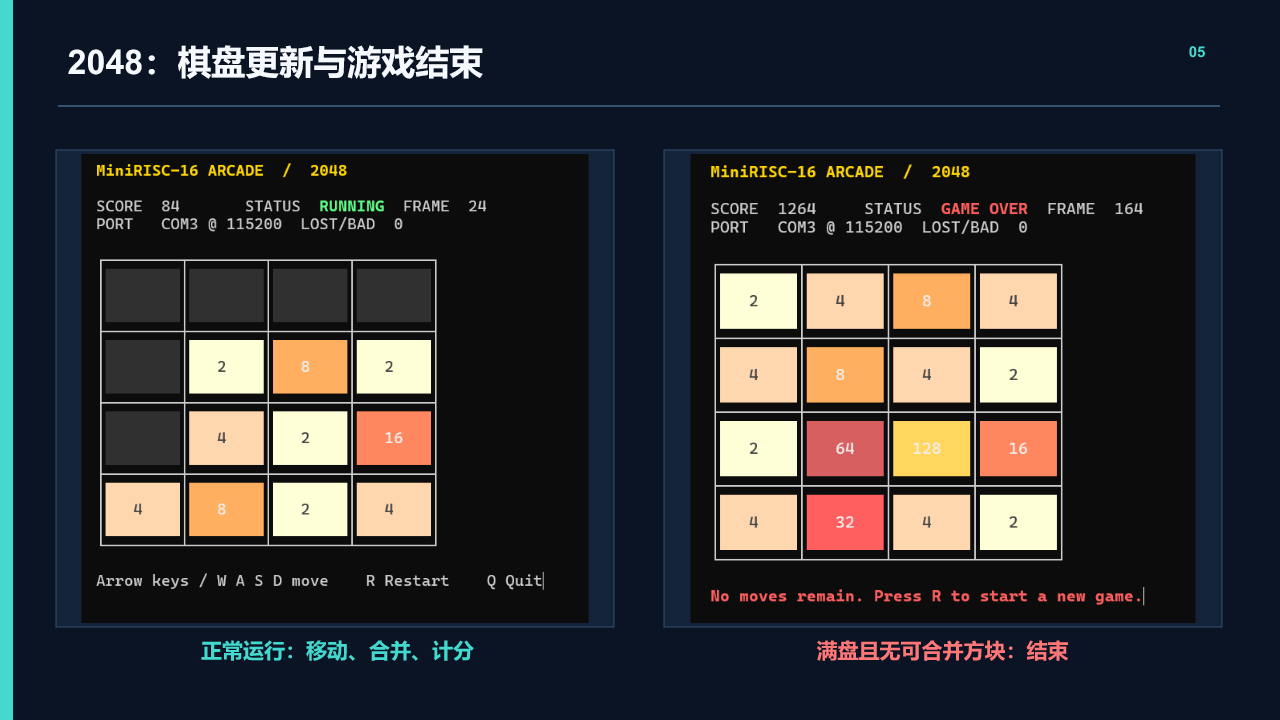 2048：棋盘更新与游戏结束
05
MiniRISC-16 ARCADE / 2048
SCORE 84 STATUS RUNNING FRAME 24
PORT COM3 @ 115200 LOST/BAD 0
2 8 2
4 2 16
4 8 2 4
Arrow keys / W A S D move R Restart Q Quit
正常运行：移动、合并、计分
MiniRISC-16 ARCADE / 2048
SCORE 1264 STATUS GAME OVER FRAME 164
PORT COM3 @ 115200 LOST/BAD 0
2 4 8 4
4 8 4 2
2 64 128 16
4 32 4 2
No moves remain. Press R to start a new game.
满盘且无可合并方块：结束